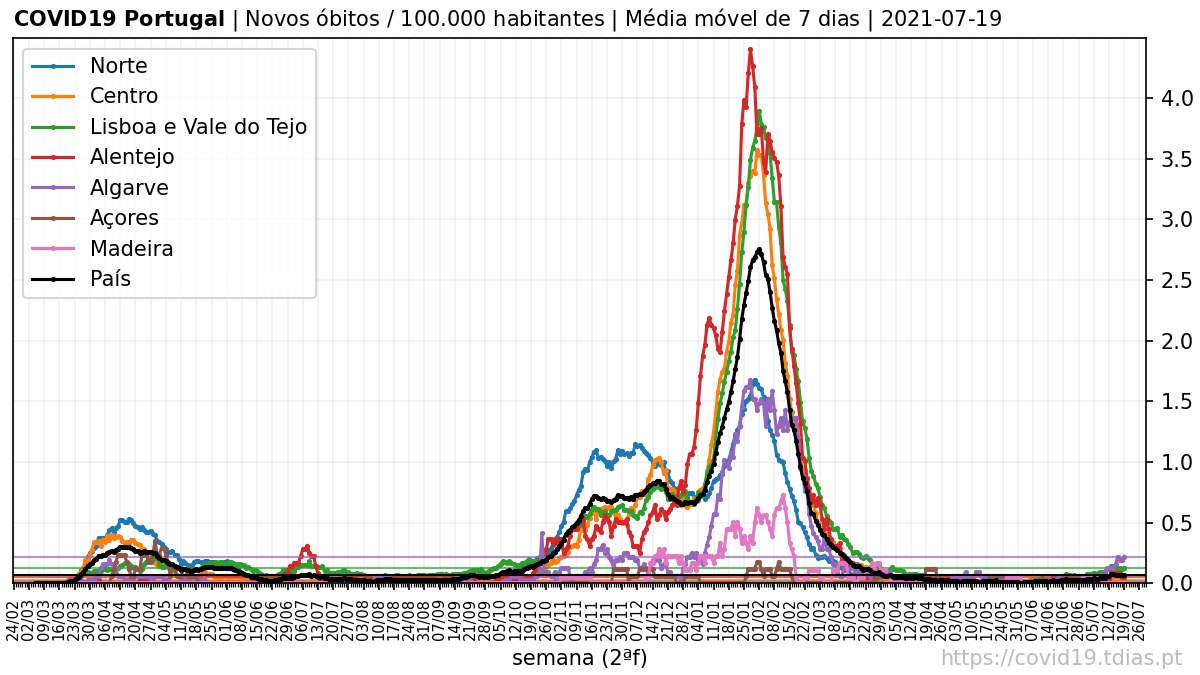 COVID19 Portugal | Novos óbitos / 100.000 habitantes | Média móvel de 7 dias | 2021-07-19
Norte
Centro
Lisboa e Vale do Tejo
Alentejo
Algarve
Açores
Madeira
País
4.0
3.5
3.0
2.5
2.0
1.5
1.0
0.5
0.0
24/02 02/03 09/03 16/03 23/03 30/03 06/04 13/04 20/04 27/04 04/05 11/05 18/05 25/05 01/06 08/06 15/06 22/06 29/06 06/07 13/07 20/07 27/07 03/08 10/08 17/08 24/08 31/08 07/09 14/09 21/09 28/09 05/10 12/10 19/10 26/10 02/11 09/11 16/11 23/11 30/11 07/12 14/12 21/12 28/12 04/01 11/01 18/01 25/01 01/02 08/02 15/02 22/02 01/03 08/03 15/03 22/03 29/03 05/04 12/04 19/04 26/04 03/05 10/05 17/05 24/05 31/05 07/06 14/06 21/06 28/06 05/07 12/07 19/07 26/07
semana (2ªf)
https://covid19.tdias.pt